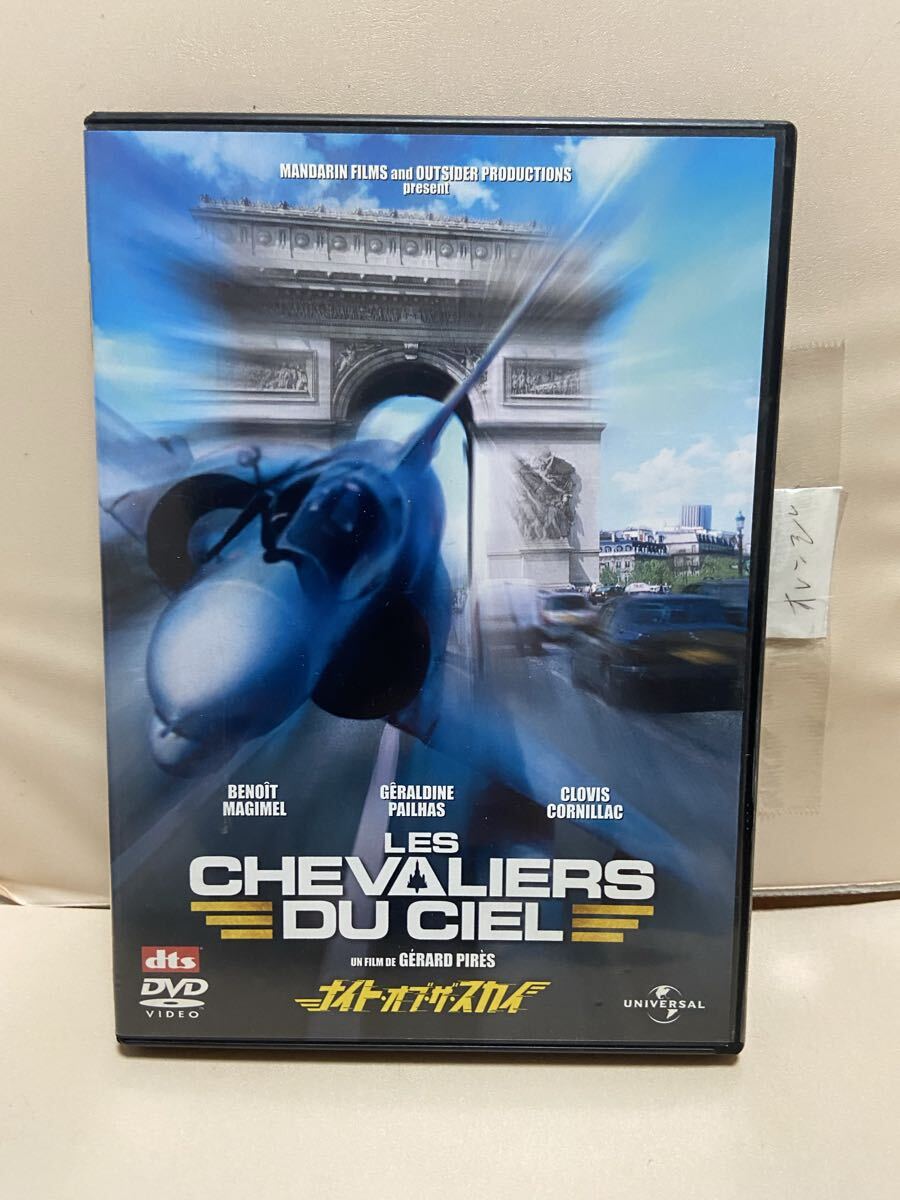 MANDARIN FILMS and OUTSIDER PRODUCTIONS
present
BENOÎT
MAGIMEL
GÉRALDINE
PAILHAS
CLOVIS
CORNILLAC
LES
CHEVALIERS
DU CIEL
UN FILM DE GÉRARD PIRÈS
ナイト・オブ・ザ・スカイ
dts
DVD
VIDEO
UNIVERSAL